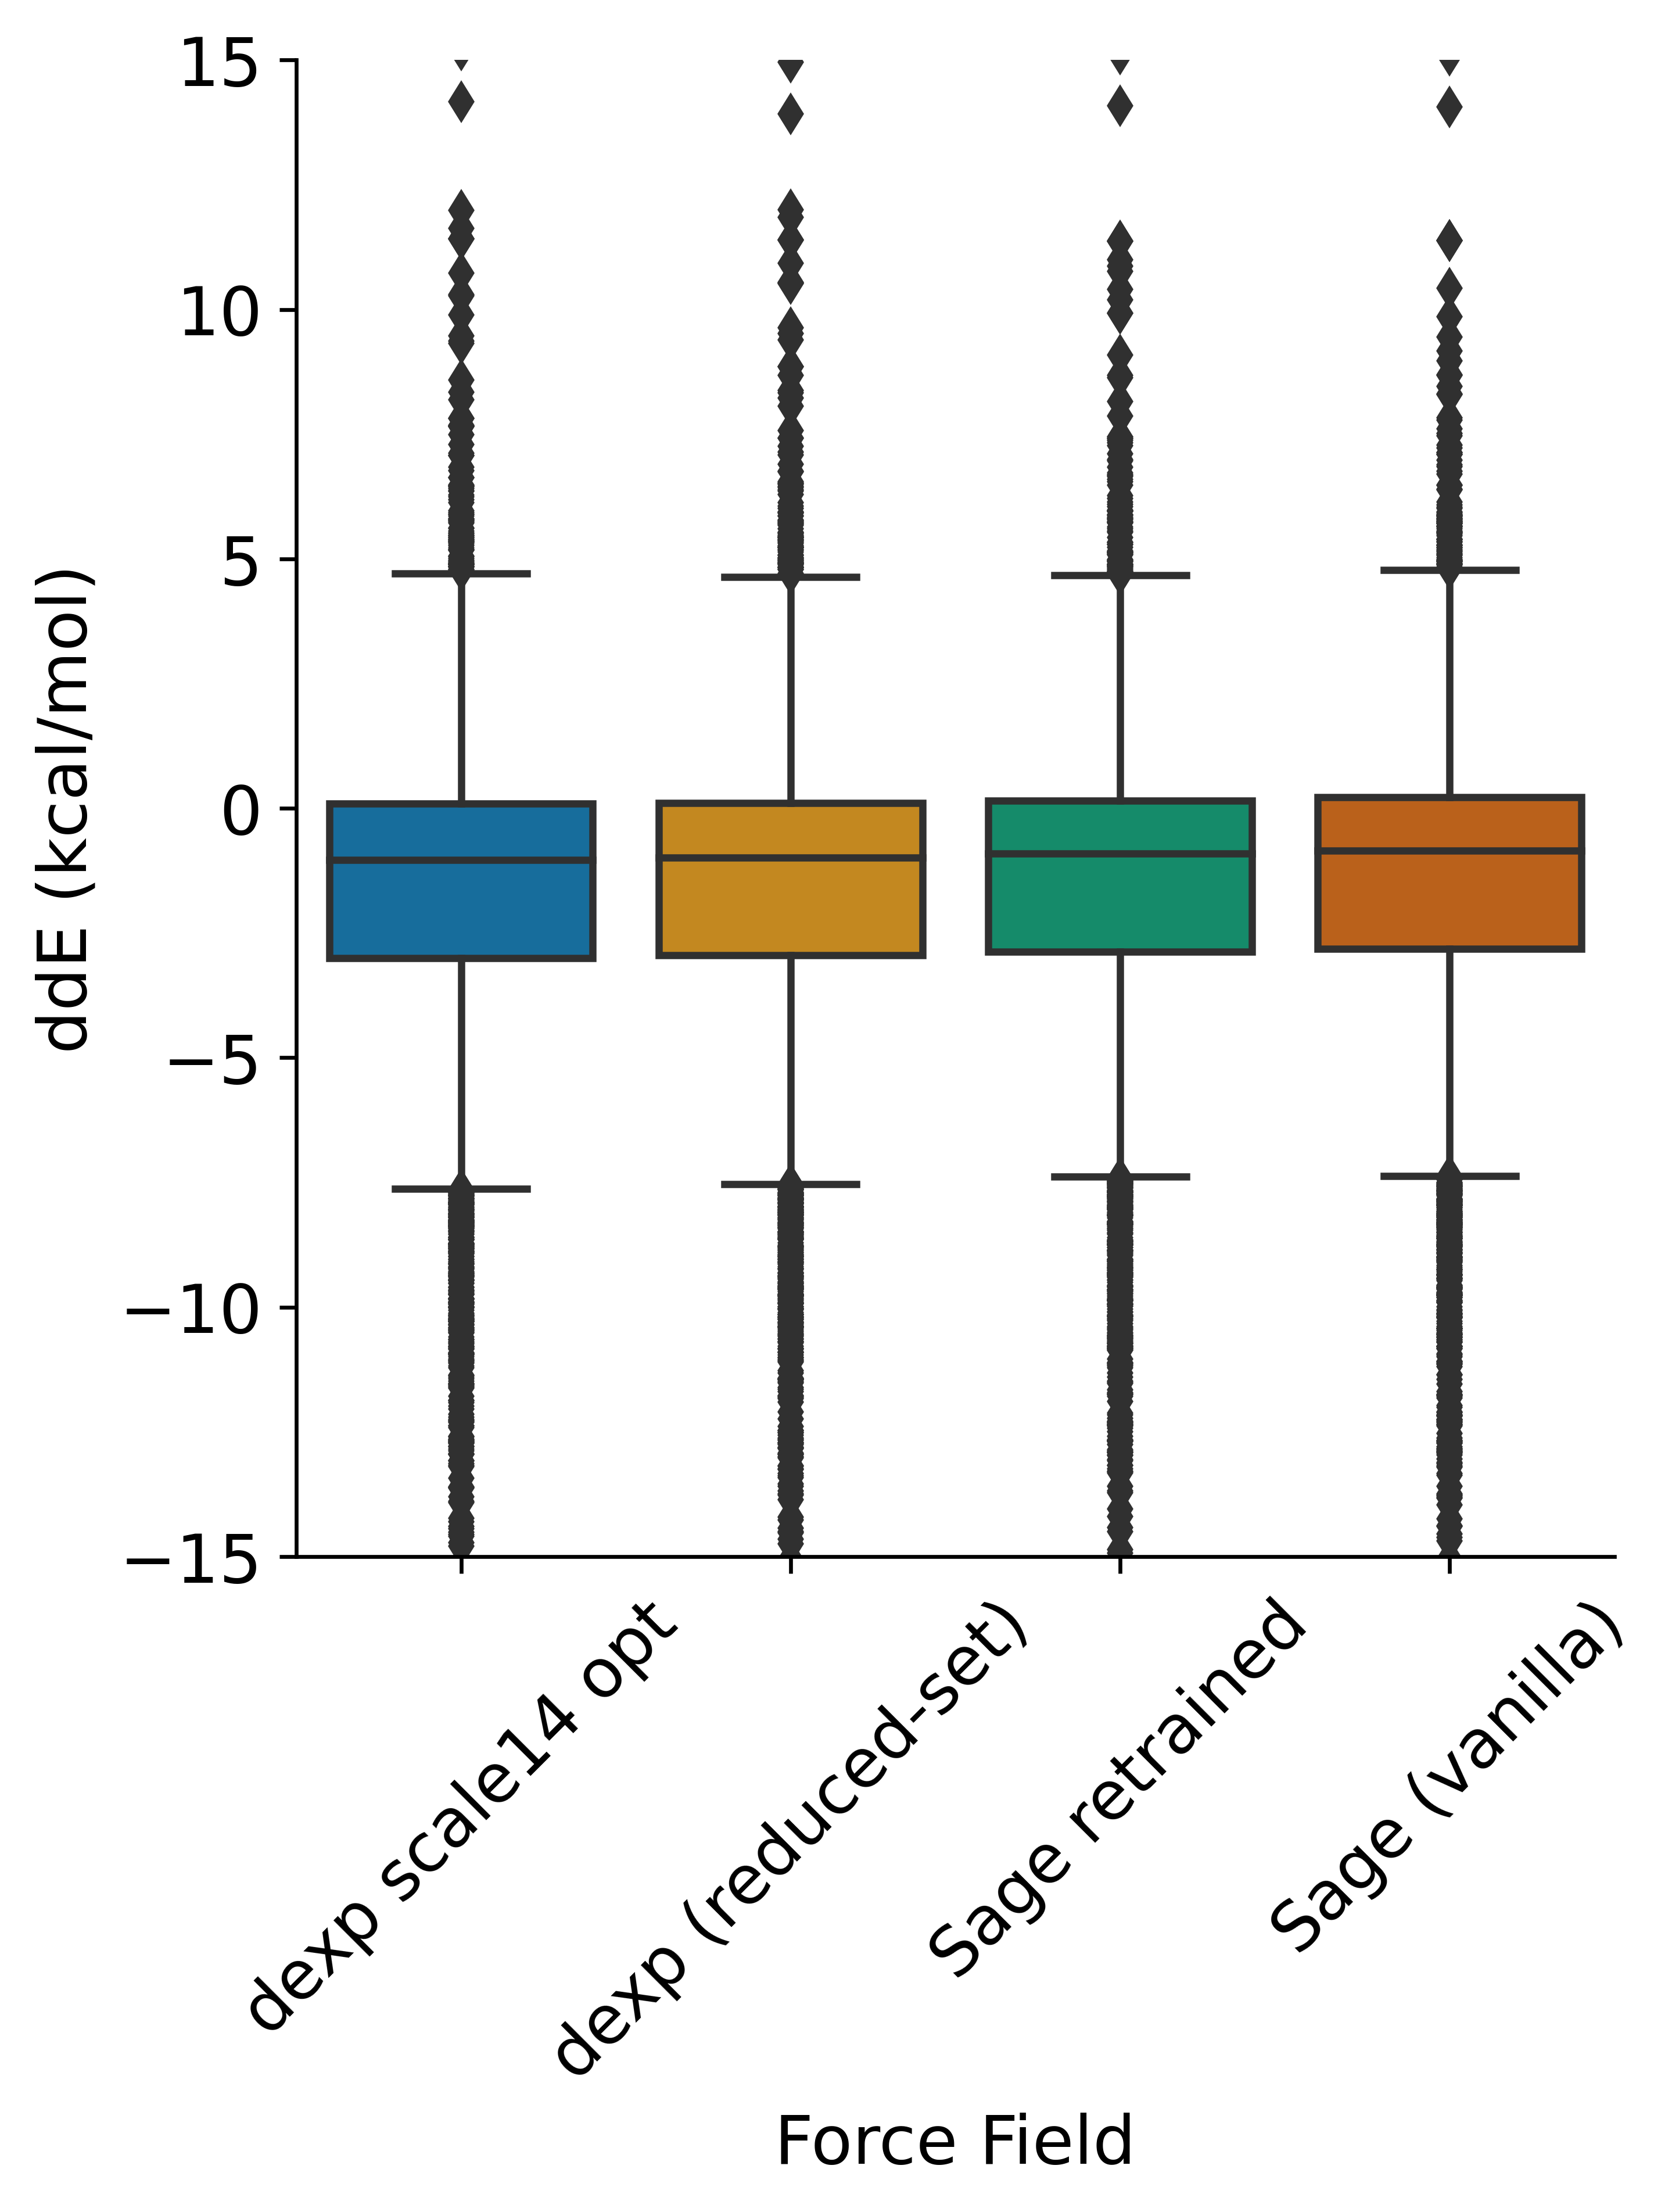 15
10
5
0
−5
−10
−15
ddE (kcal/mol)
dexp scale14 opt
dexp (reduced-set)
Sage retrained
Sage (vanilla)
Force Field